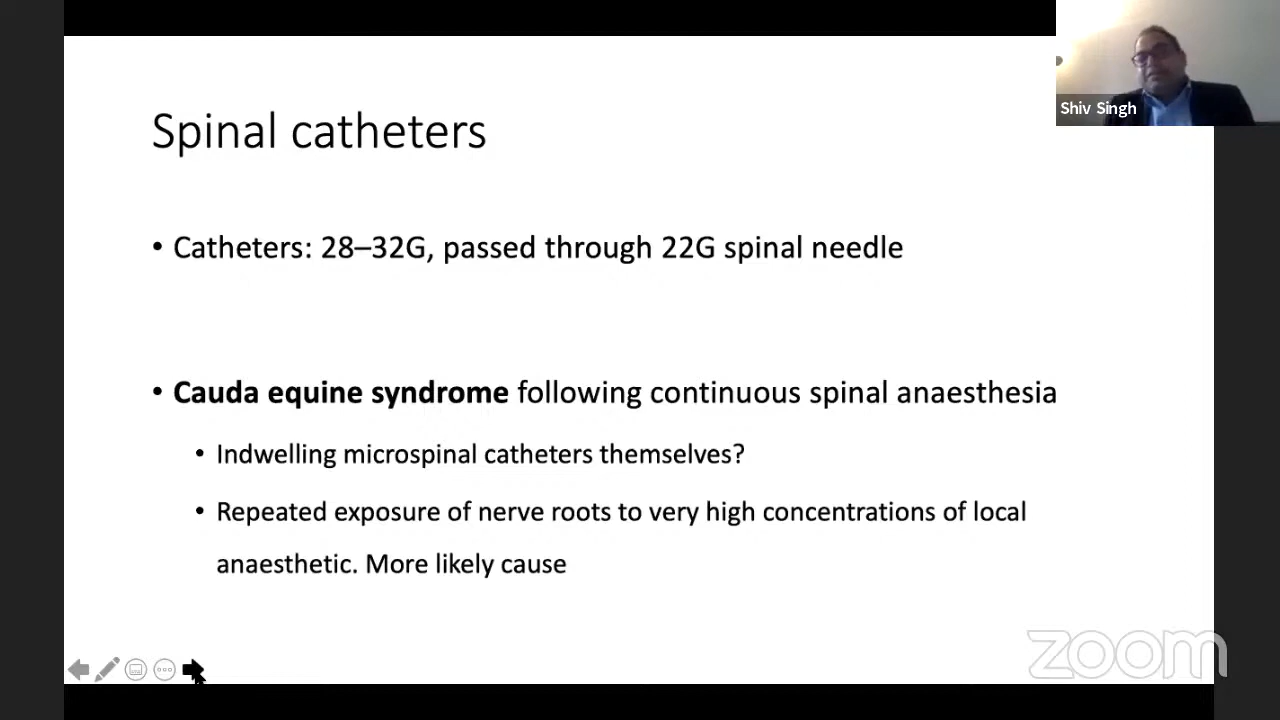 Shiv Singh
Spinal catheters
• Catheters: 28–32G, passed through 22G spinal needle
• Cauda equine syndrome following continuous spinal anaesthesia
• Indwelling microspinal catheters themselves?
• Repeated exposure of nerve roots to very high concentrations of local
anaesthetic. More likely cause
zoom